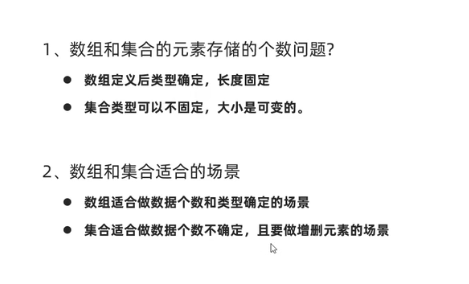 1、数组和集合的元素存储的个数问题?
● 数组定义后类型确定，长度固定
● 集合类型可以不固定，大小是可变的。
2、数组和集合适合的场景
● 数组适合做数据个数和类型确定的场景
● 集合适合做数据个数不确定，且要做增删元素的场景